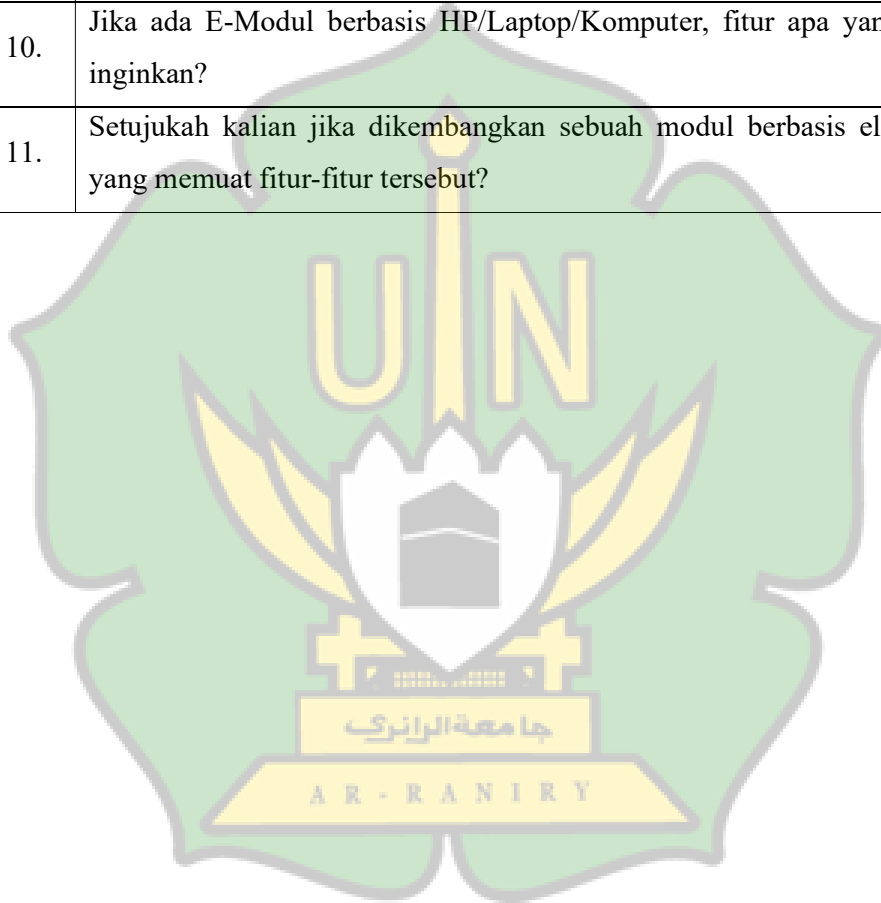 10.
Jika ada E-Modul berbasis HP/Laptop/Komputer, fitur apa yan
inginkan?
11.
Setujukah kalian jika dikembangkan sebuah modul berbasis el
yang memuat fitur-fitur tersebut?
UIN
جامعةالرانري
AR-RANIRY